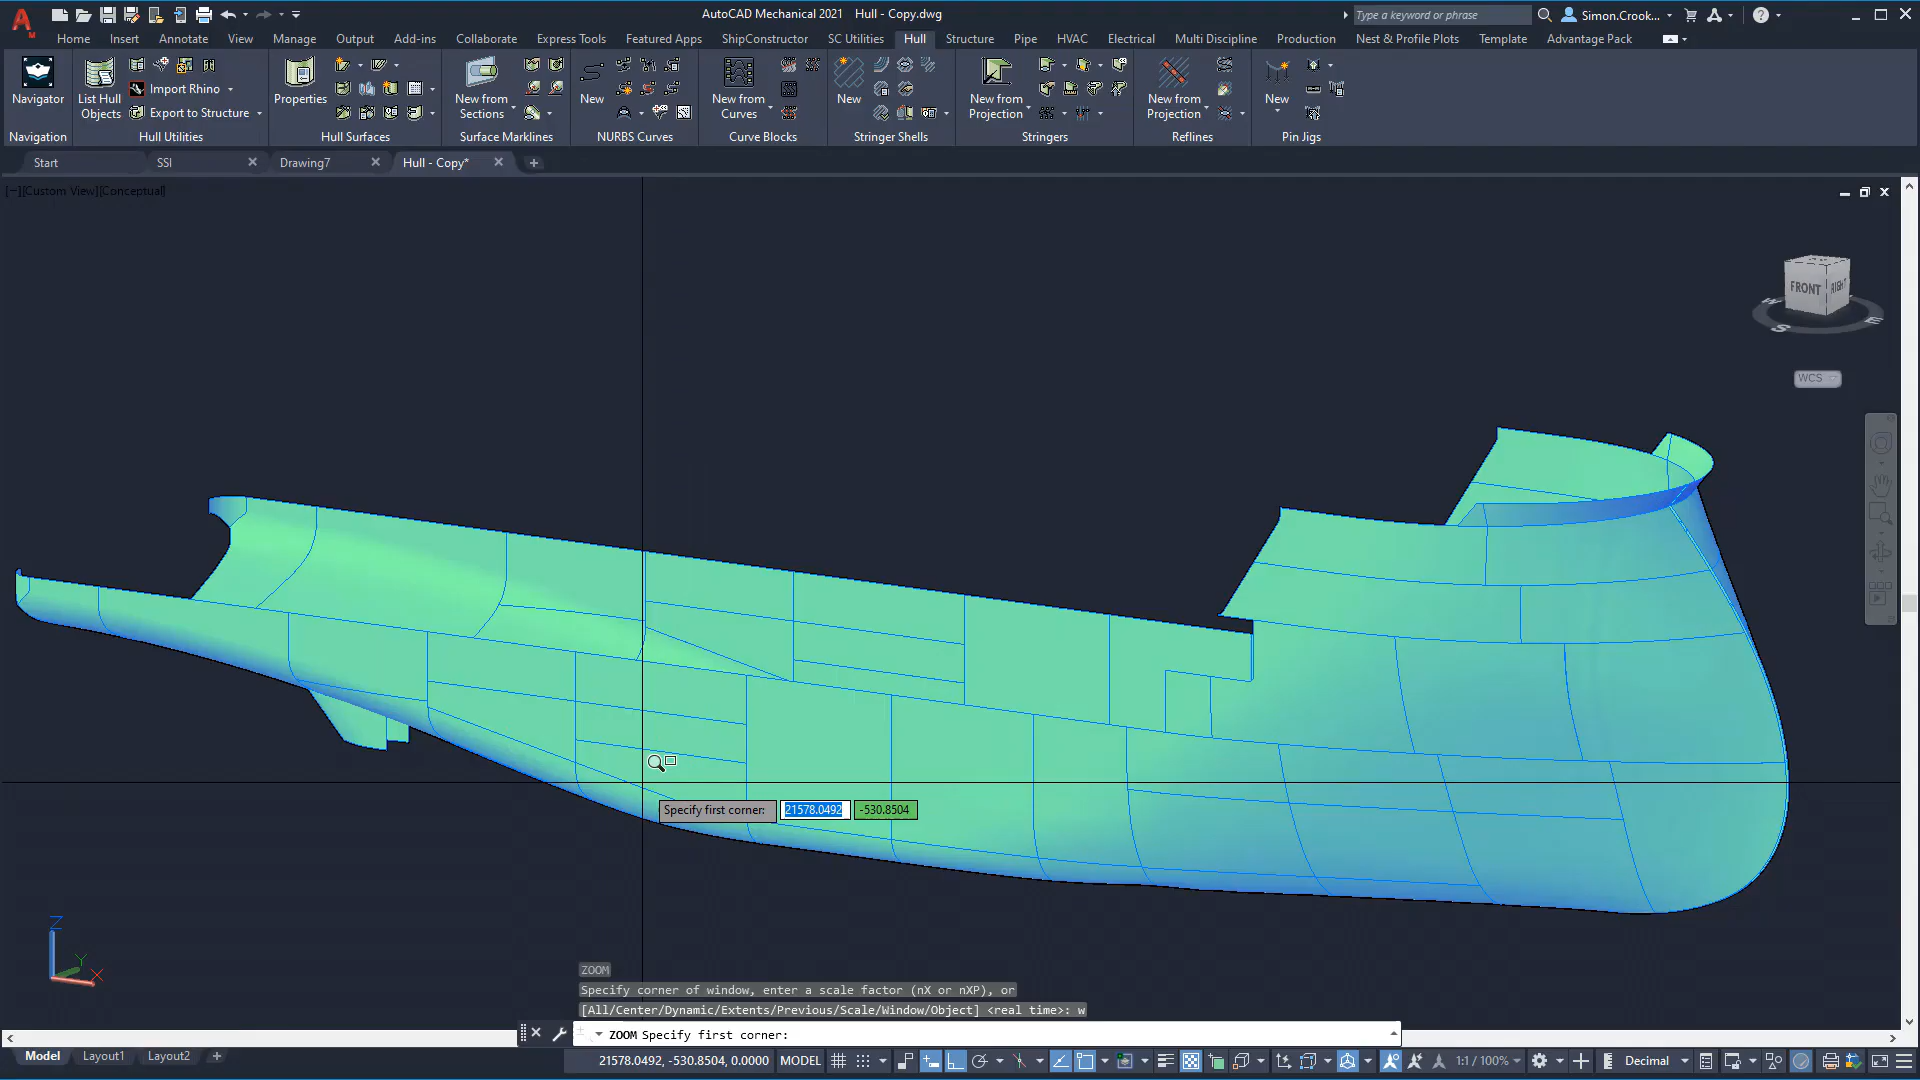 AutoCAD Mechanical 2021 Hull - Copy.dwg
Type a keyword or phrase
Simon.Crook...
Home Insert Annotate View Manage Output Add-ins Collaborate Express Tools Featured Apps ShipConstructor SC Utilities Hull Structure Pipe HVAC Electrical Multi Discipline Production Nest & Profile Plots Template Advantage Pack
Navigator
Navigation
List Hull
Objects
Import Rhino
Export to Structure
Hull Utilities
Properties
Hull Surfaces
New from
Sections
Surface Marklines
New
NURBS Curves
New from
Curves
Curve Blocks
New
Stringer Shells
New from
Projection
Stringers
New from
Projection
Reflines
New
Pin Jigs
Start SSI Drawing7 Hull - Copy*
[−][Custom View][Conceptual]
FRONT RIGHT
S E
WCS
Specify first corner: 21578.0492 -530.8504
Z
Y
X
ZOOM
Specify corner of window, enter a scale factor (nX or nXP), or
[All/Center/Dynamic/Extents/Previous/Scale/Window/Object] <real time>: w
ZOOM Specify first corner:
Model Layout1 Layout2
21578.0492, -530.8504, 0.0000 MODEL
1:1 / 100%
Decimal